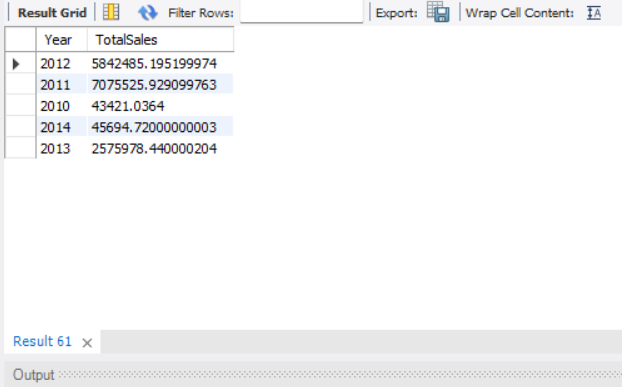 Result Grid Filter Rows: Export: Wrap Cell Content: IA
Year TotalSales
2012 5842485.195199974
2011 7075525.929099763
2010 43421.0364
2014 45694.72000000003
2013 2575978.440000204
Result 61 ×
Output